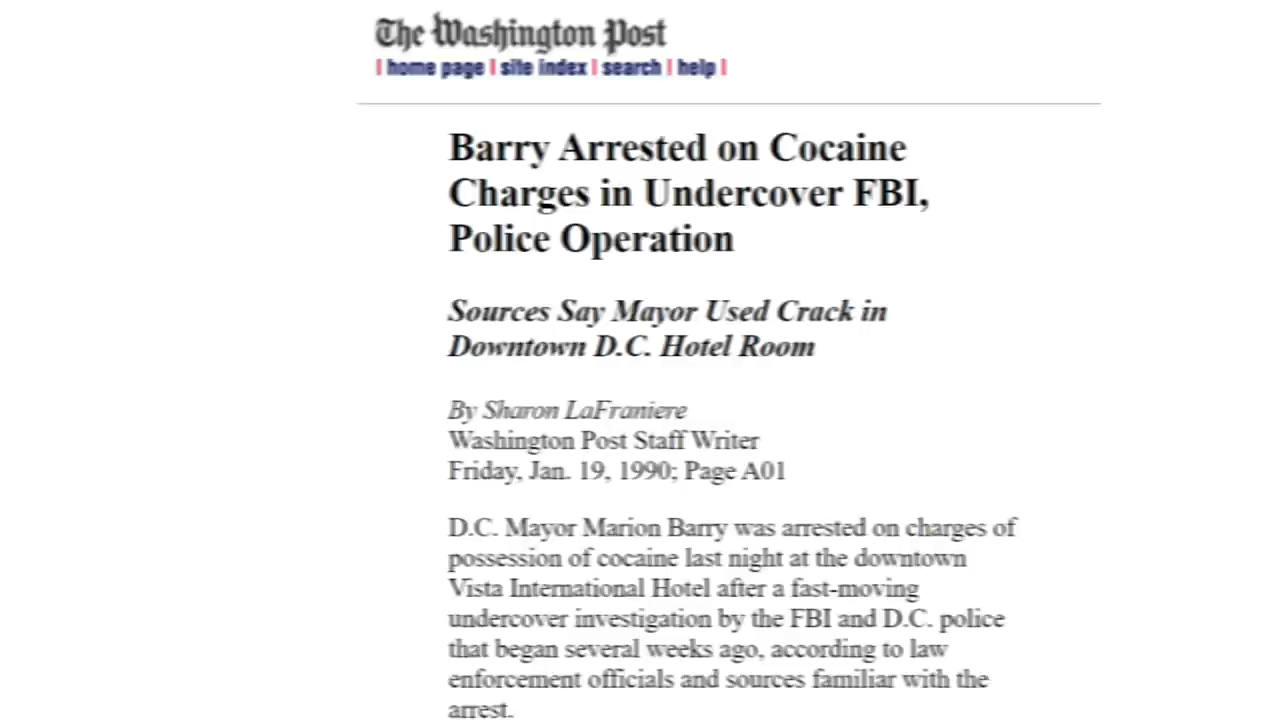 The Washington Post
| home page | site index | search | help |
Barry Arrested on Cocaine
Charges in Undercover FBI,
Police Operation
Sources Say Mayor Used Crack in
Downtown D.C. Hotel Room
By Sharon LaFraniere
Washington Post Staff Writer
Friday, Jan. 19, 1990; Page A01
D.C. Mayor Marion Barry was arrested on charges of
possession of cocaine last night at the downtown
Vista International Hotel after a fast-moving
undercover investigation by the FBI and D.C. police
that began several weeks ago, according to law
enforcement officials and sources familiar with the
arrest.